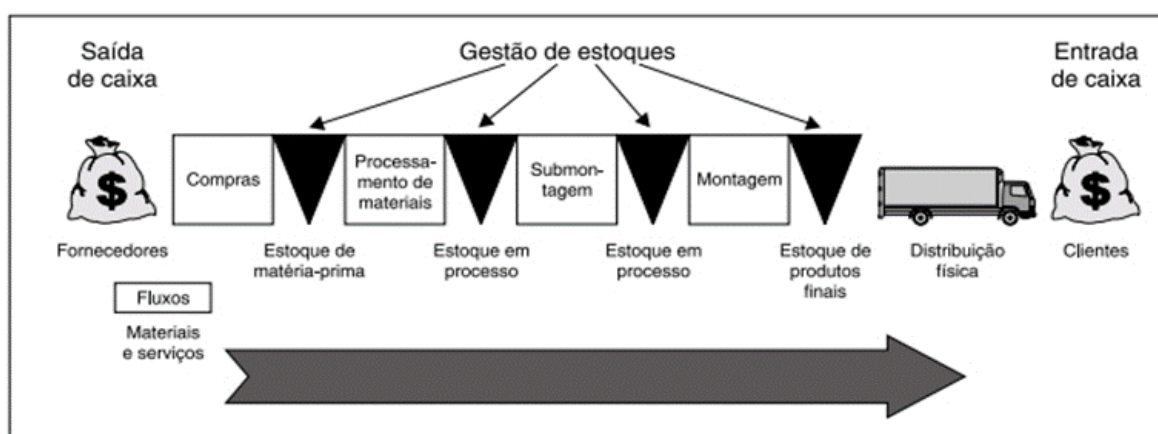 Saída
de caixa
Gestão de estoques
Entrada
de caixa
Compras
Processa-
mento de
materiais
Submon-
tagem
Montagem
$
$
Fornecedores
Estoque de
matéria-prima
Estoque em
processo
Estoque em
processo
Estoque de
produtos
finais
Distribuição
física
Clientes
Fluxos
Materiais
e serviços